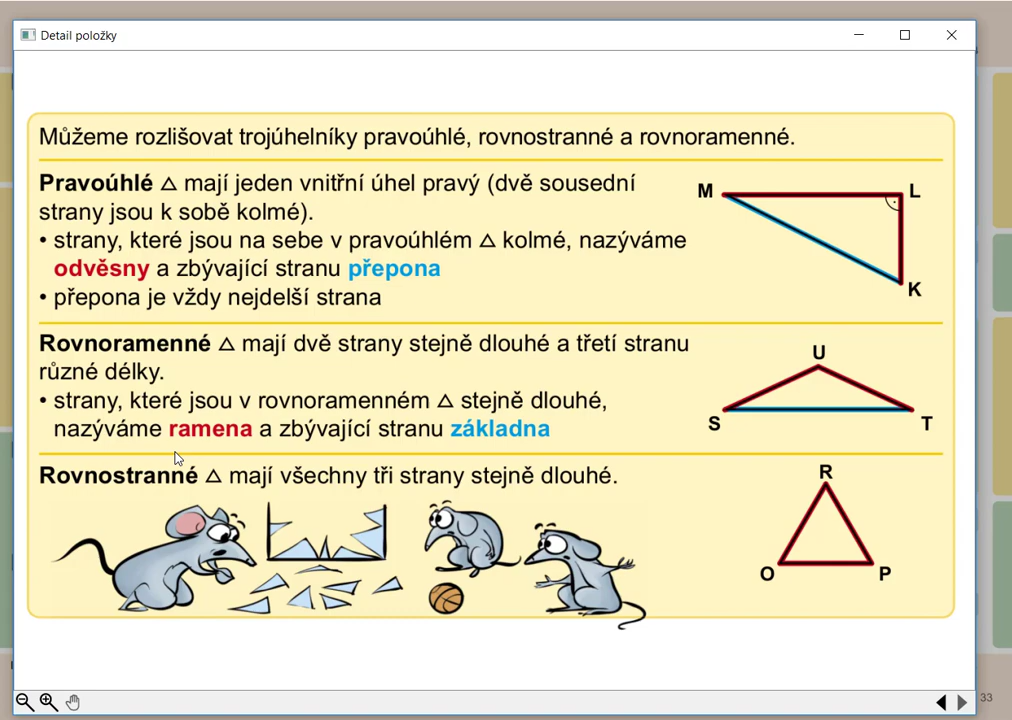 Detail položky
Můžeme rozlišovat trojúhelníky pravoúhlé, rovnostranné a rovnoramenné.
Pravoúhlé △ mají jeden vnitřní úhel pravý (dvě sousední
strany jsou k sobě kolmé).
• strany, které jsou na sebe v pravoúhlém △ kolmé, nazýváme
odvěsny a zbývající stranu přepona
• přepona je vždy nejdelší strana
M
L
K
Rovnoramenné △ mají dvě strany stejně dlouhé a třetí stranu
různé délky.
• strany, které jsou v rovnoramenném △ stejně dlouhé,
nazýváme ramena a zbývající stranu základna
U
S
T
Rovnostranné △ mají všechny tři strany stejně dlouhé.
R
O
P
33